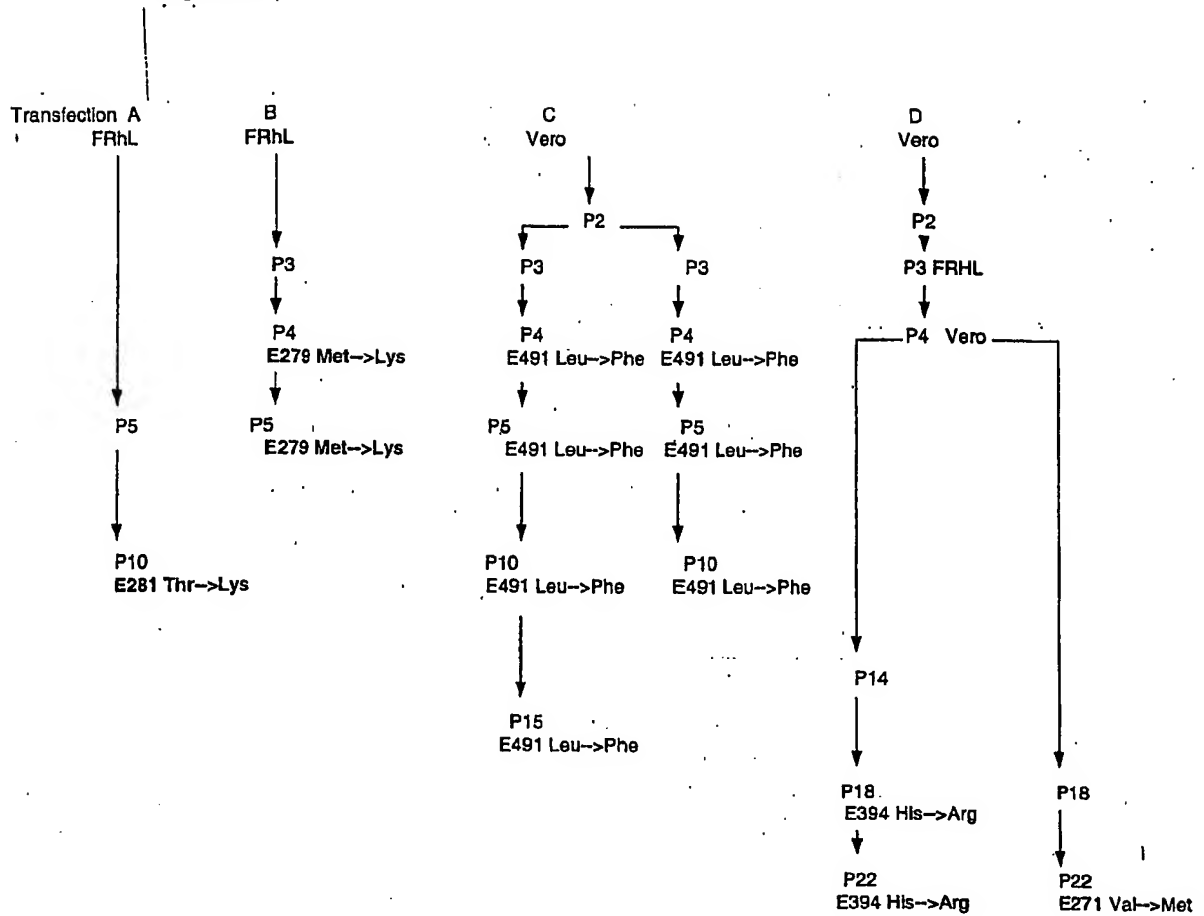 Transfection A
FRhL
P5
P10
E281 Thr-->Lys
B
FRhL
P3
P4
E279 Met-->Lys
P5
E279 Met-->Lys
C
Vero
P2
P3
P4
E491 Leu-->Phe
P5
E491 Leu-->Phe
P10
E491 Leu-->Phe
P15
E491 Leu-->Phe
P3
P4
E491 Leu-->Phe
P5
E491 Leu-->Phe
P10
E491 Leu-->Phe
D
Vero
P2
P3 FRHL
P4 Vero
P14
P18
E394 His-->Arg
P22
E394 His-->Arg
P18
P22
E271 Val-->Met